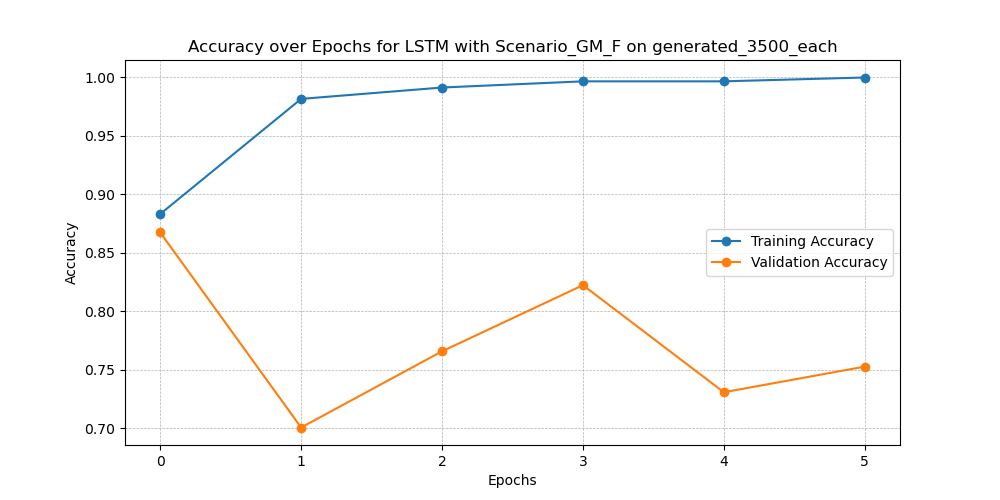 Accuracy over Epochs for LSTM with Scenario_GM_F on generated_3500_each
1.00
0.95
0.90
0.85
0.80
0.75
0.70
Accuracy
Training Accuracy
Validation Accuracy
0 1 2 3 4 5
Epochs